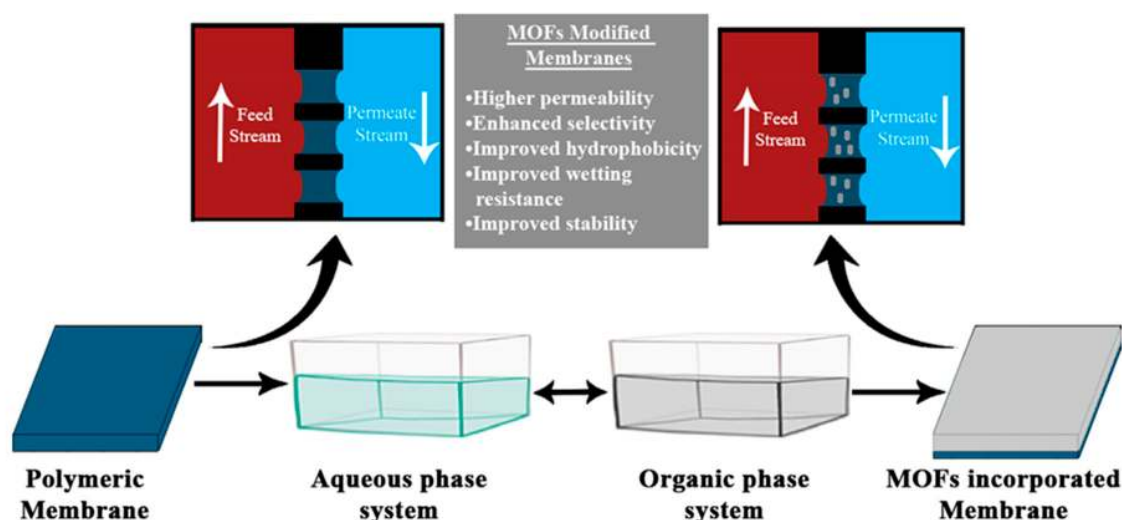 Feed
Stream
Permeate
Stream
MOFs Modified
Membranes
•Higher permeability
•Enhanced selectivity
•Improved hydrophobicity
•Improved wetting
resistance
•Improved stability
Feed
Stream
Permeate
Stream
Polymeric
Membrane
Aqueous phase
system
Organic phase
system
MOFs incorporated
Membrane